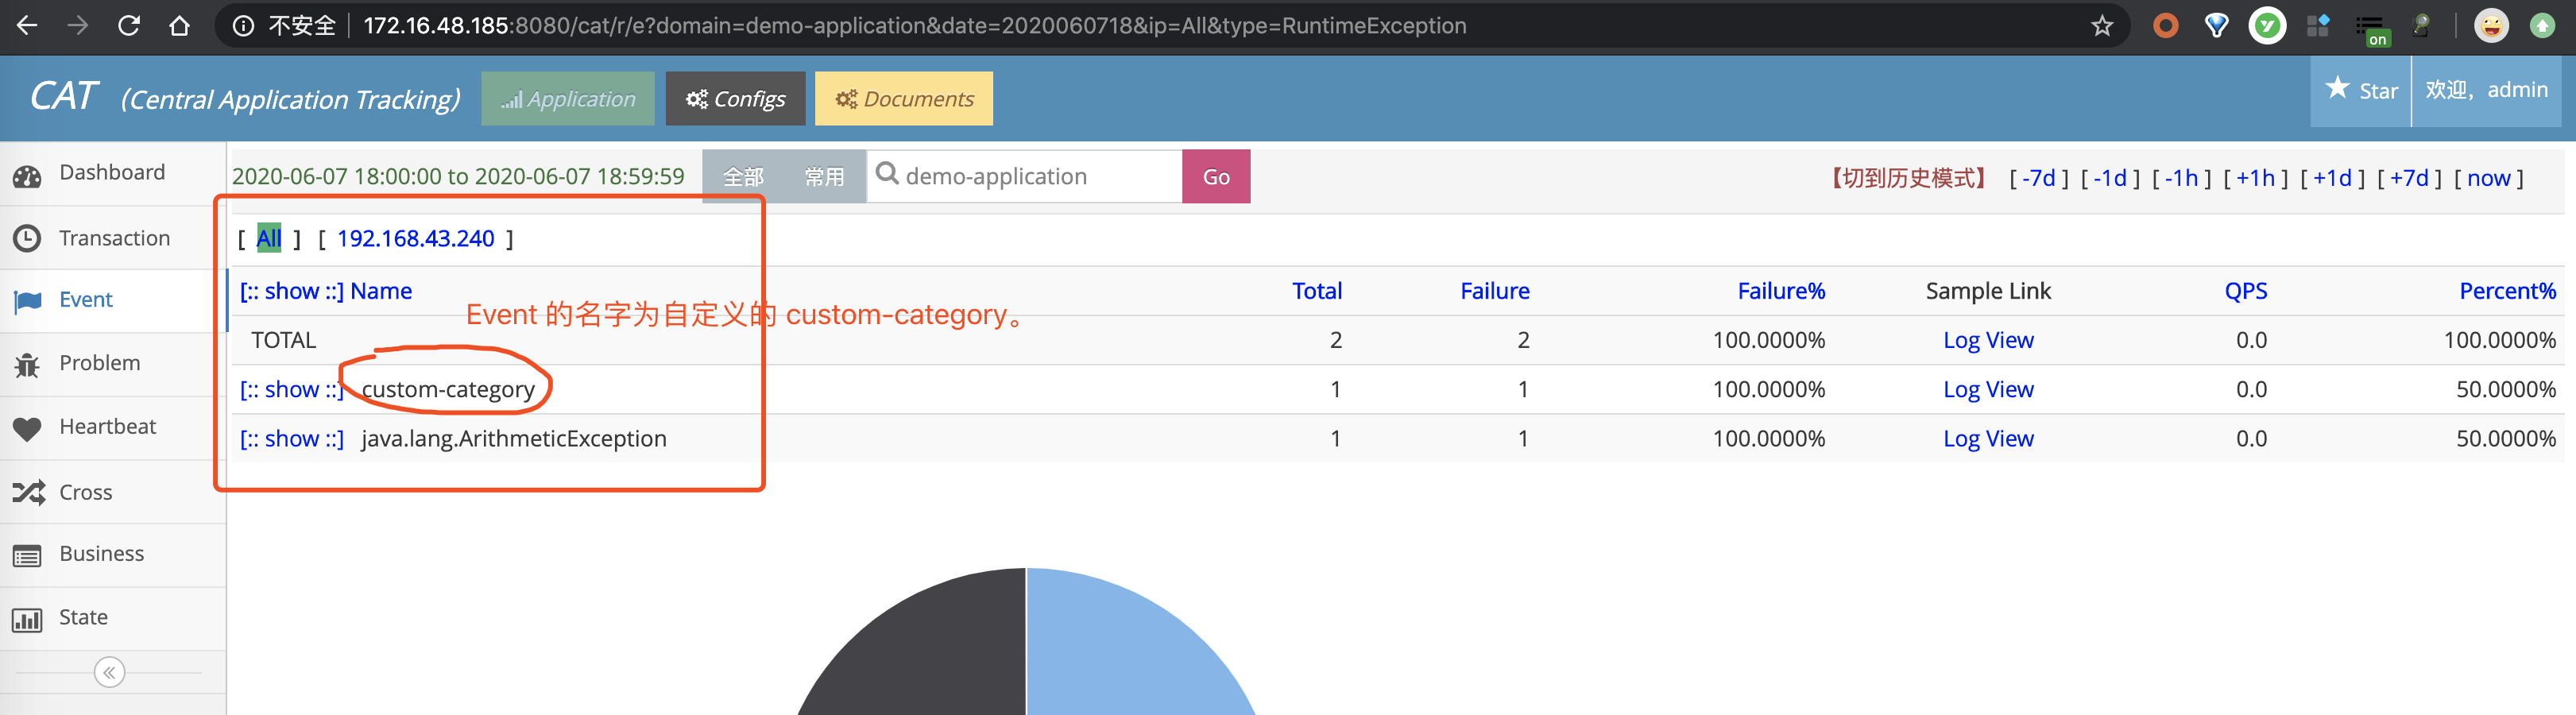 不安全 172.16.48.185:8080/cat/r/e?domain=demo-application&date=2020060718&ip=All&type=RuntimeException
on
CAT (Central Application Tracking) Application Configs Documents Star 欢迎，admin
Dashboard
Transaction
Event
Problem
Heartbeat
Cross
Business
State
2020-06-07 18:00:00 to 2020-06-07 18:59:59 全部 常用 demo-application Go 【切到历史模式】 [ -7d ] [ -1d ] [ -1h ] [ +1h ] [ +1d ] [ +7d ] [ now ]
[ All ] [ 192.168.43.240 ]
[:: show ::] Name Total Failure Failure% Sample Link QPS Percent%
Event 的名字为自定义的 custom-category。
TOTAL 2 2 100.0000% Log View 0.0 100.0000%
[:: show ::] custom-category 1 1 100.0000% Log View 0.0 50.0000%
[:: show ::] java.lang.ArithmeticException 1 1 100.0000% Log View 0.0 50.0000%